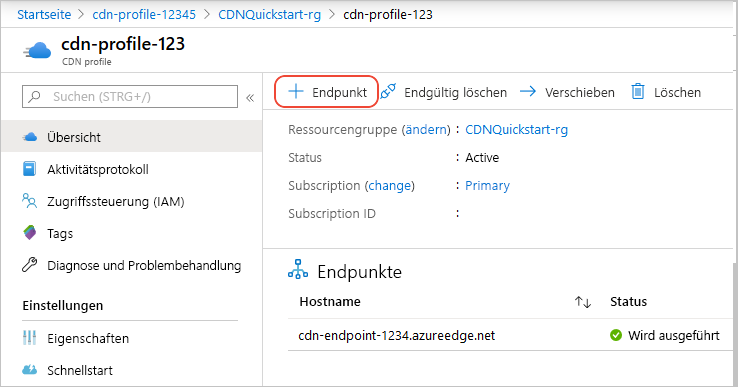 Startseite > cdn-profile-12345 > CDNQuickstart-rg > cdn-profile-123
cdn-profile-123
CDN profile
Suchen (STRG+/)
«
Übersicht
Aktivitätsprotokoll
Zugriffssteuerung (IAM)
Tags
Diagnose und Problembehandlung
Einstellungen
Eigenschaften
Schnellstart
Endpunkt Endgültig löschen Verschieben Löschen
Ressourcengruppe (ändern) : CDNQuickstart-rg
Status : Active
Subscription (change) : Primary
Subscription ID :
Endpunkte
Hostname Status
cdn-endpoint-1234.azureedge.net Wird ausgeführt